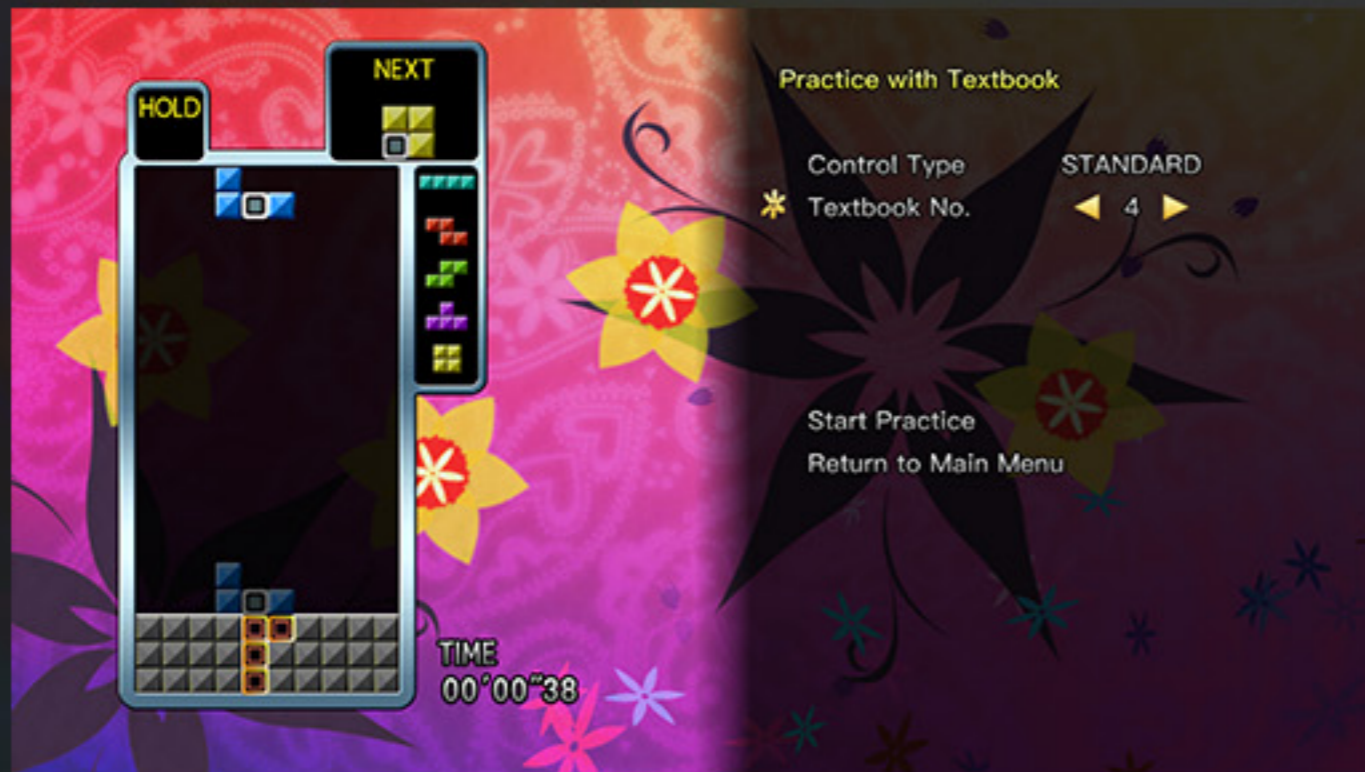 HOLD
NEXT
TIME
00'00"38
Practice with Textbook
Control Type STANDARD
Textbook No. 4
Start Practice
Return to Main Menu